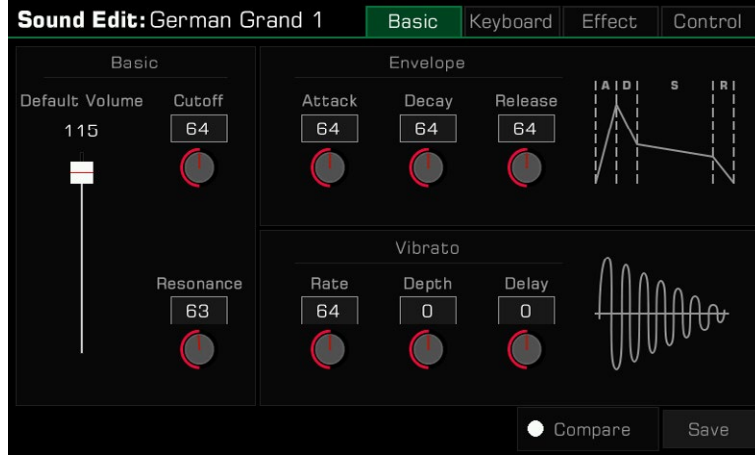 Sound Edit: German Grand 1
Basic Keyboard Effect Control
Basic
Default Volume
115
Cutoff
64
Resonance
63
Envelope
Attack Decay Release
64 64 64
A D S R
Vibrato
Rate Depth Delay
64 0 0
Compare Save